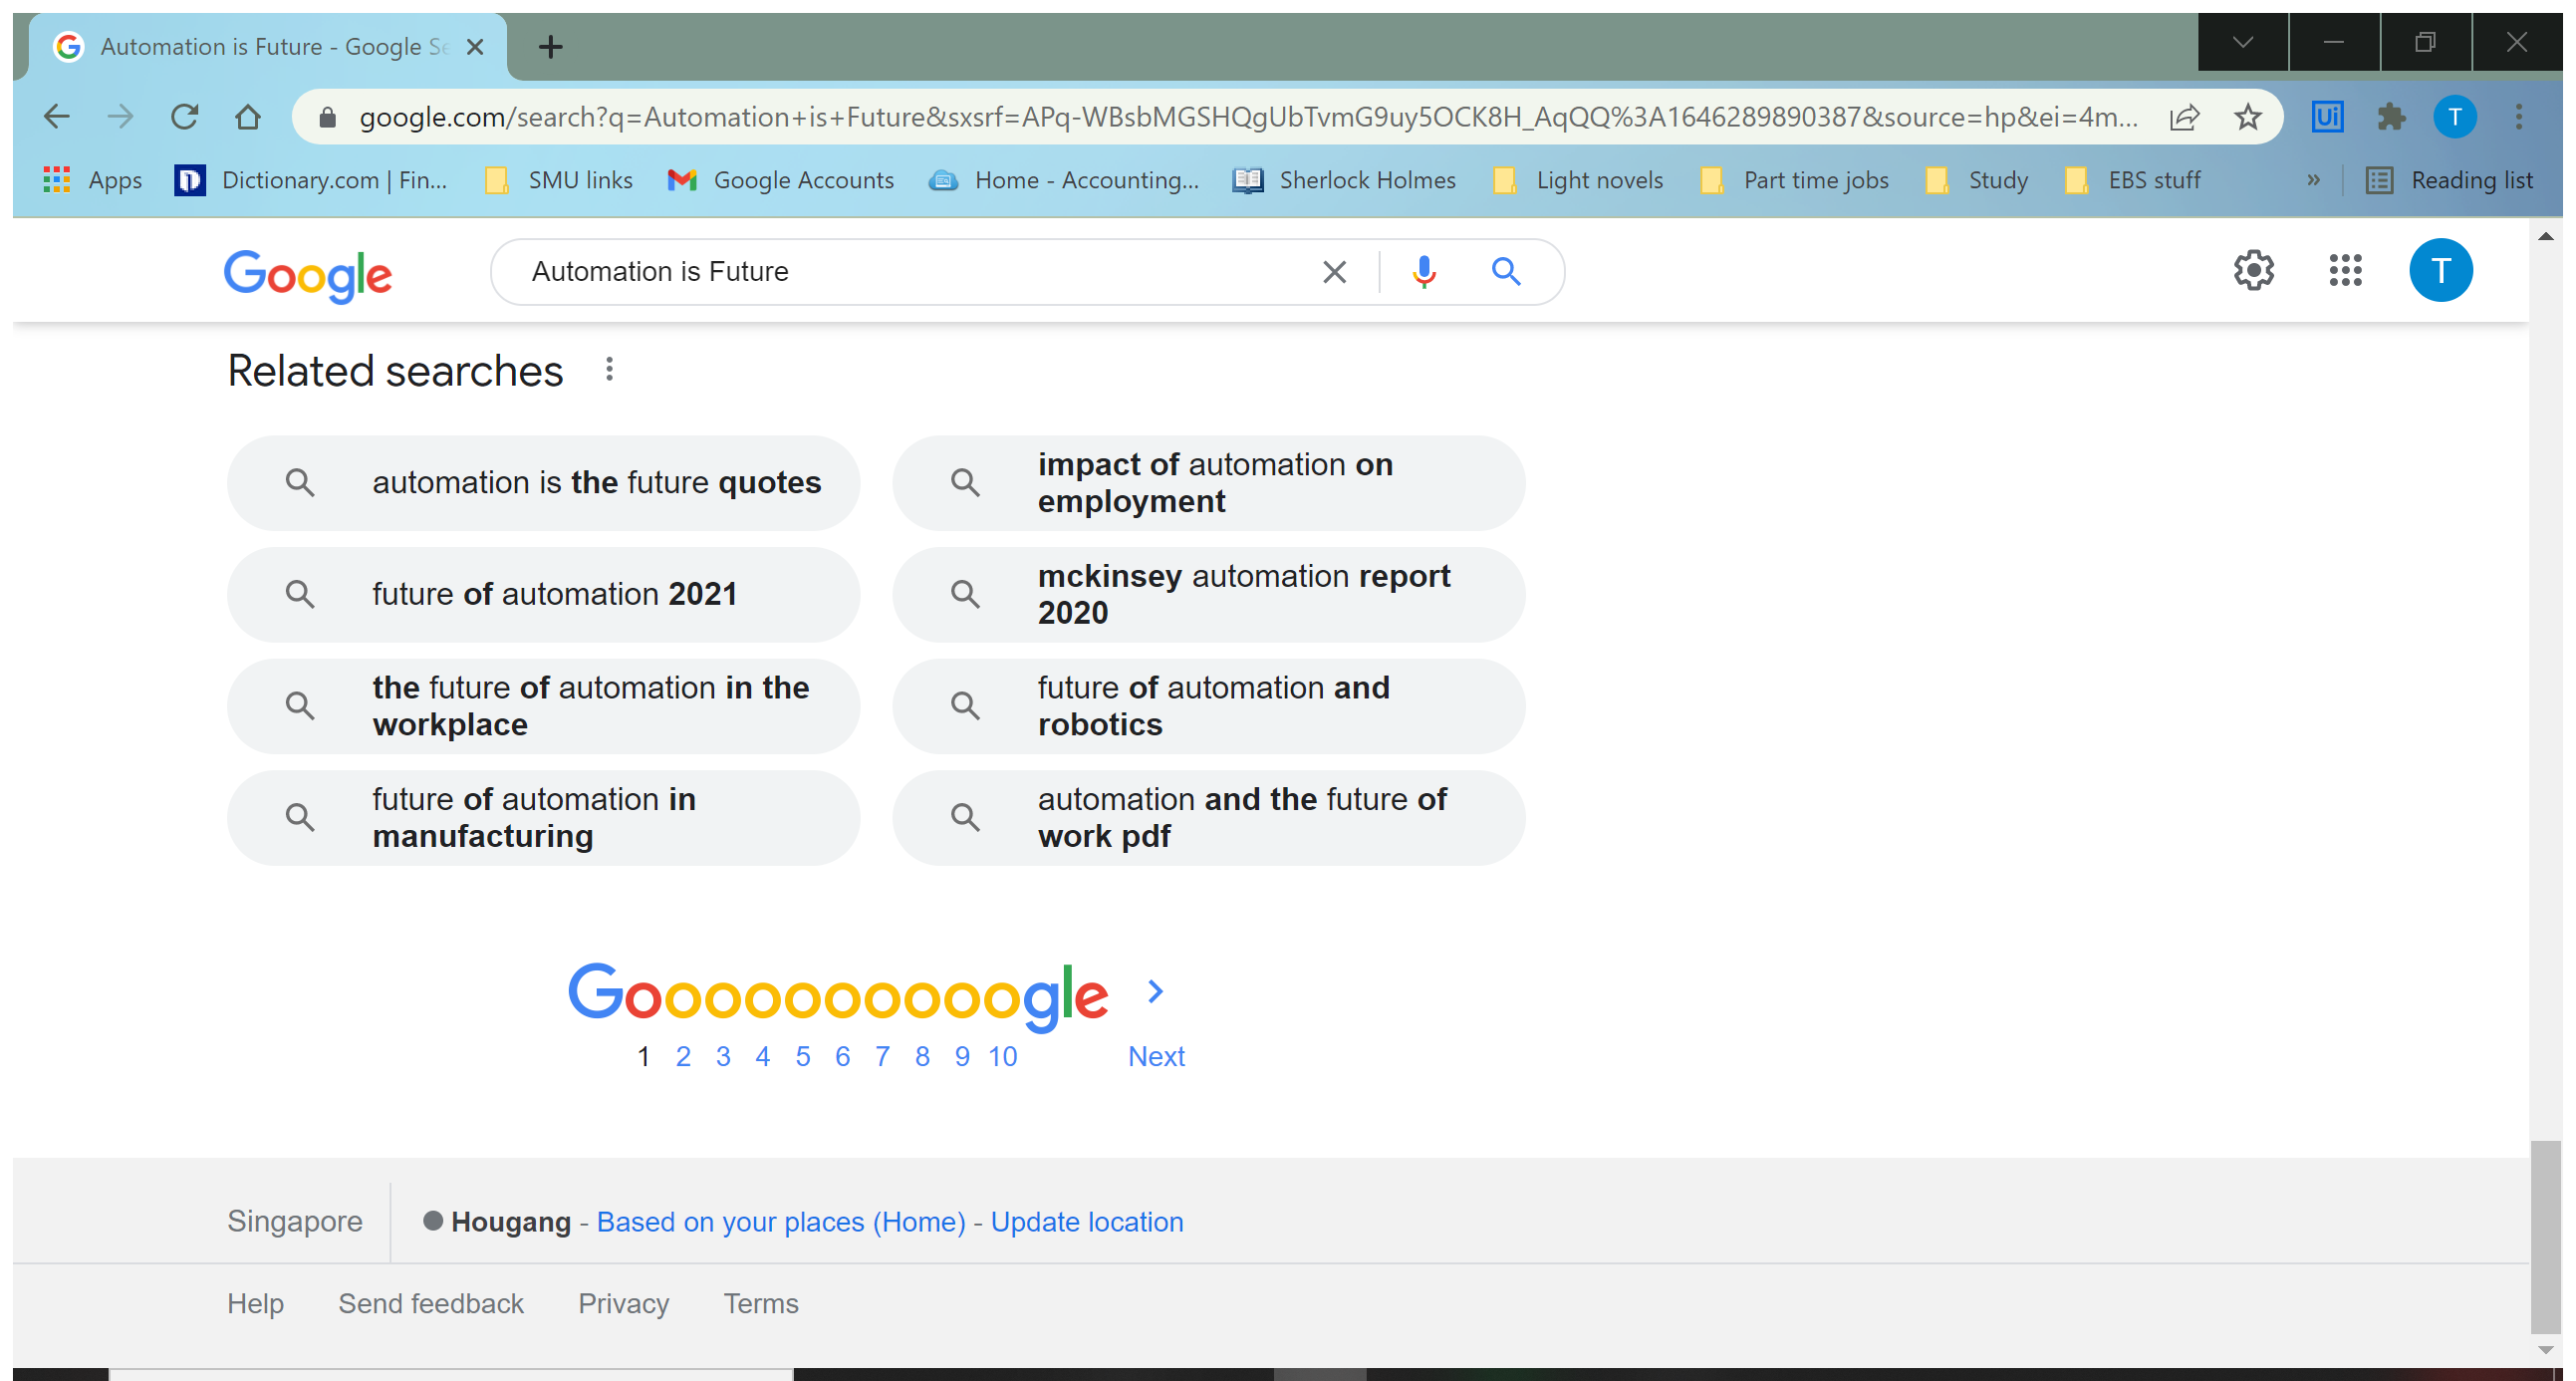 Automation is Future - Google Se
google.com/search?q=Automation+is+Future&sxsrf=APq-WBsbMGSHQgUbTvmG9uy5OCK8H_AqQQ%3A1646289890387&source=hp&ei=4m...
Ui
T
Apps
Dictionary.com | Fin...
SMU links
Google Accounts
Home - Accounting...
Sherlock Holmes
Light novels
Part time jobs
Study
EBS stuff
»
Reading list
Google
Automation is Future
T
Related searches
automation is the future quotes
impact of automation on
employment
future of automation 2021
mckinsey automation report
2020
the future of automation in the
workplace
future of automation and
robotics
future of automation in
manufacturing
automation and the future of
work pdf
Goooooooooogle
1 2 3 4 5 6 7 8 9 10 Next
Singapore
Hougang - Based on your places (Home) - Update location
Help Send feedback Privacy Terms